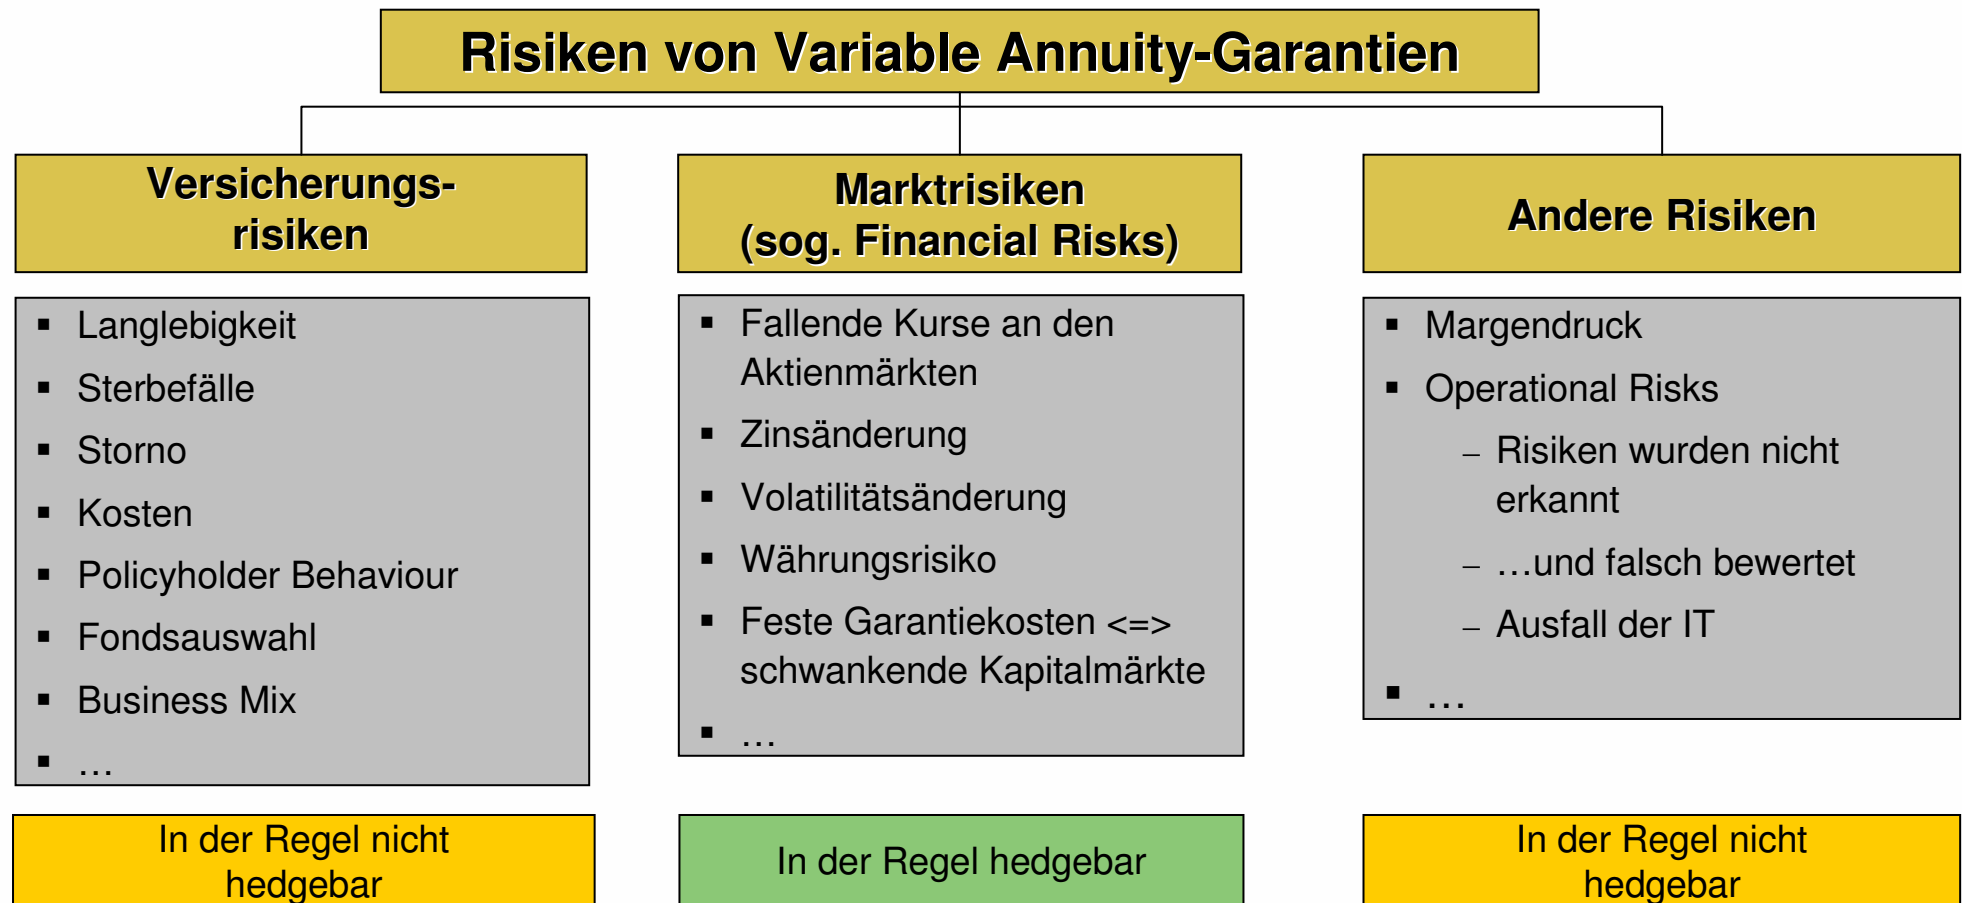 Risiken von Variable Annuity-Garantien
Versicherungs-
risiken
▪ Langlebigkeit
▪ Sterbefälle
▪ Storno
▪ Kosten
▪ Policyholder Behaviour
▪ Fondsauswahl
▪ Business Mix
▪ …
In der Regel nicht
hedgebar
Marktrisiken
(sog. Financial Risks)
▪ Fallende Kurse an den
Aktienmärkten
▪ Zinsänderung
▪ Volatilitätsänderung
▪ Währungsrisiko
▪ Feste Garantiekosten <=>
schwankende Kapitalmärkte
▪ …
In der Regel hedgebar
Andere Risiken
▪ Margendruck
▪ Operational Risks
– Risiken wurden nicht
erkannt
– …und falsch bewertet
– Ausfall der IT
▪ …
In der Regel nicht
hedgebar